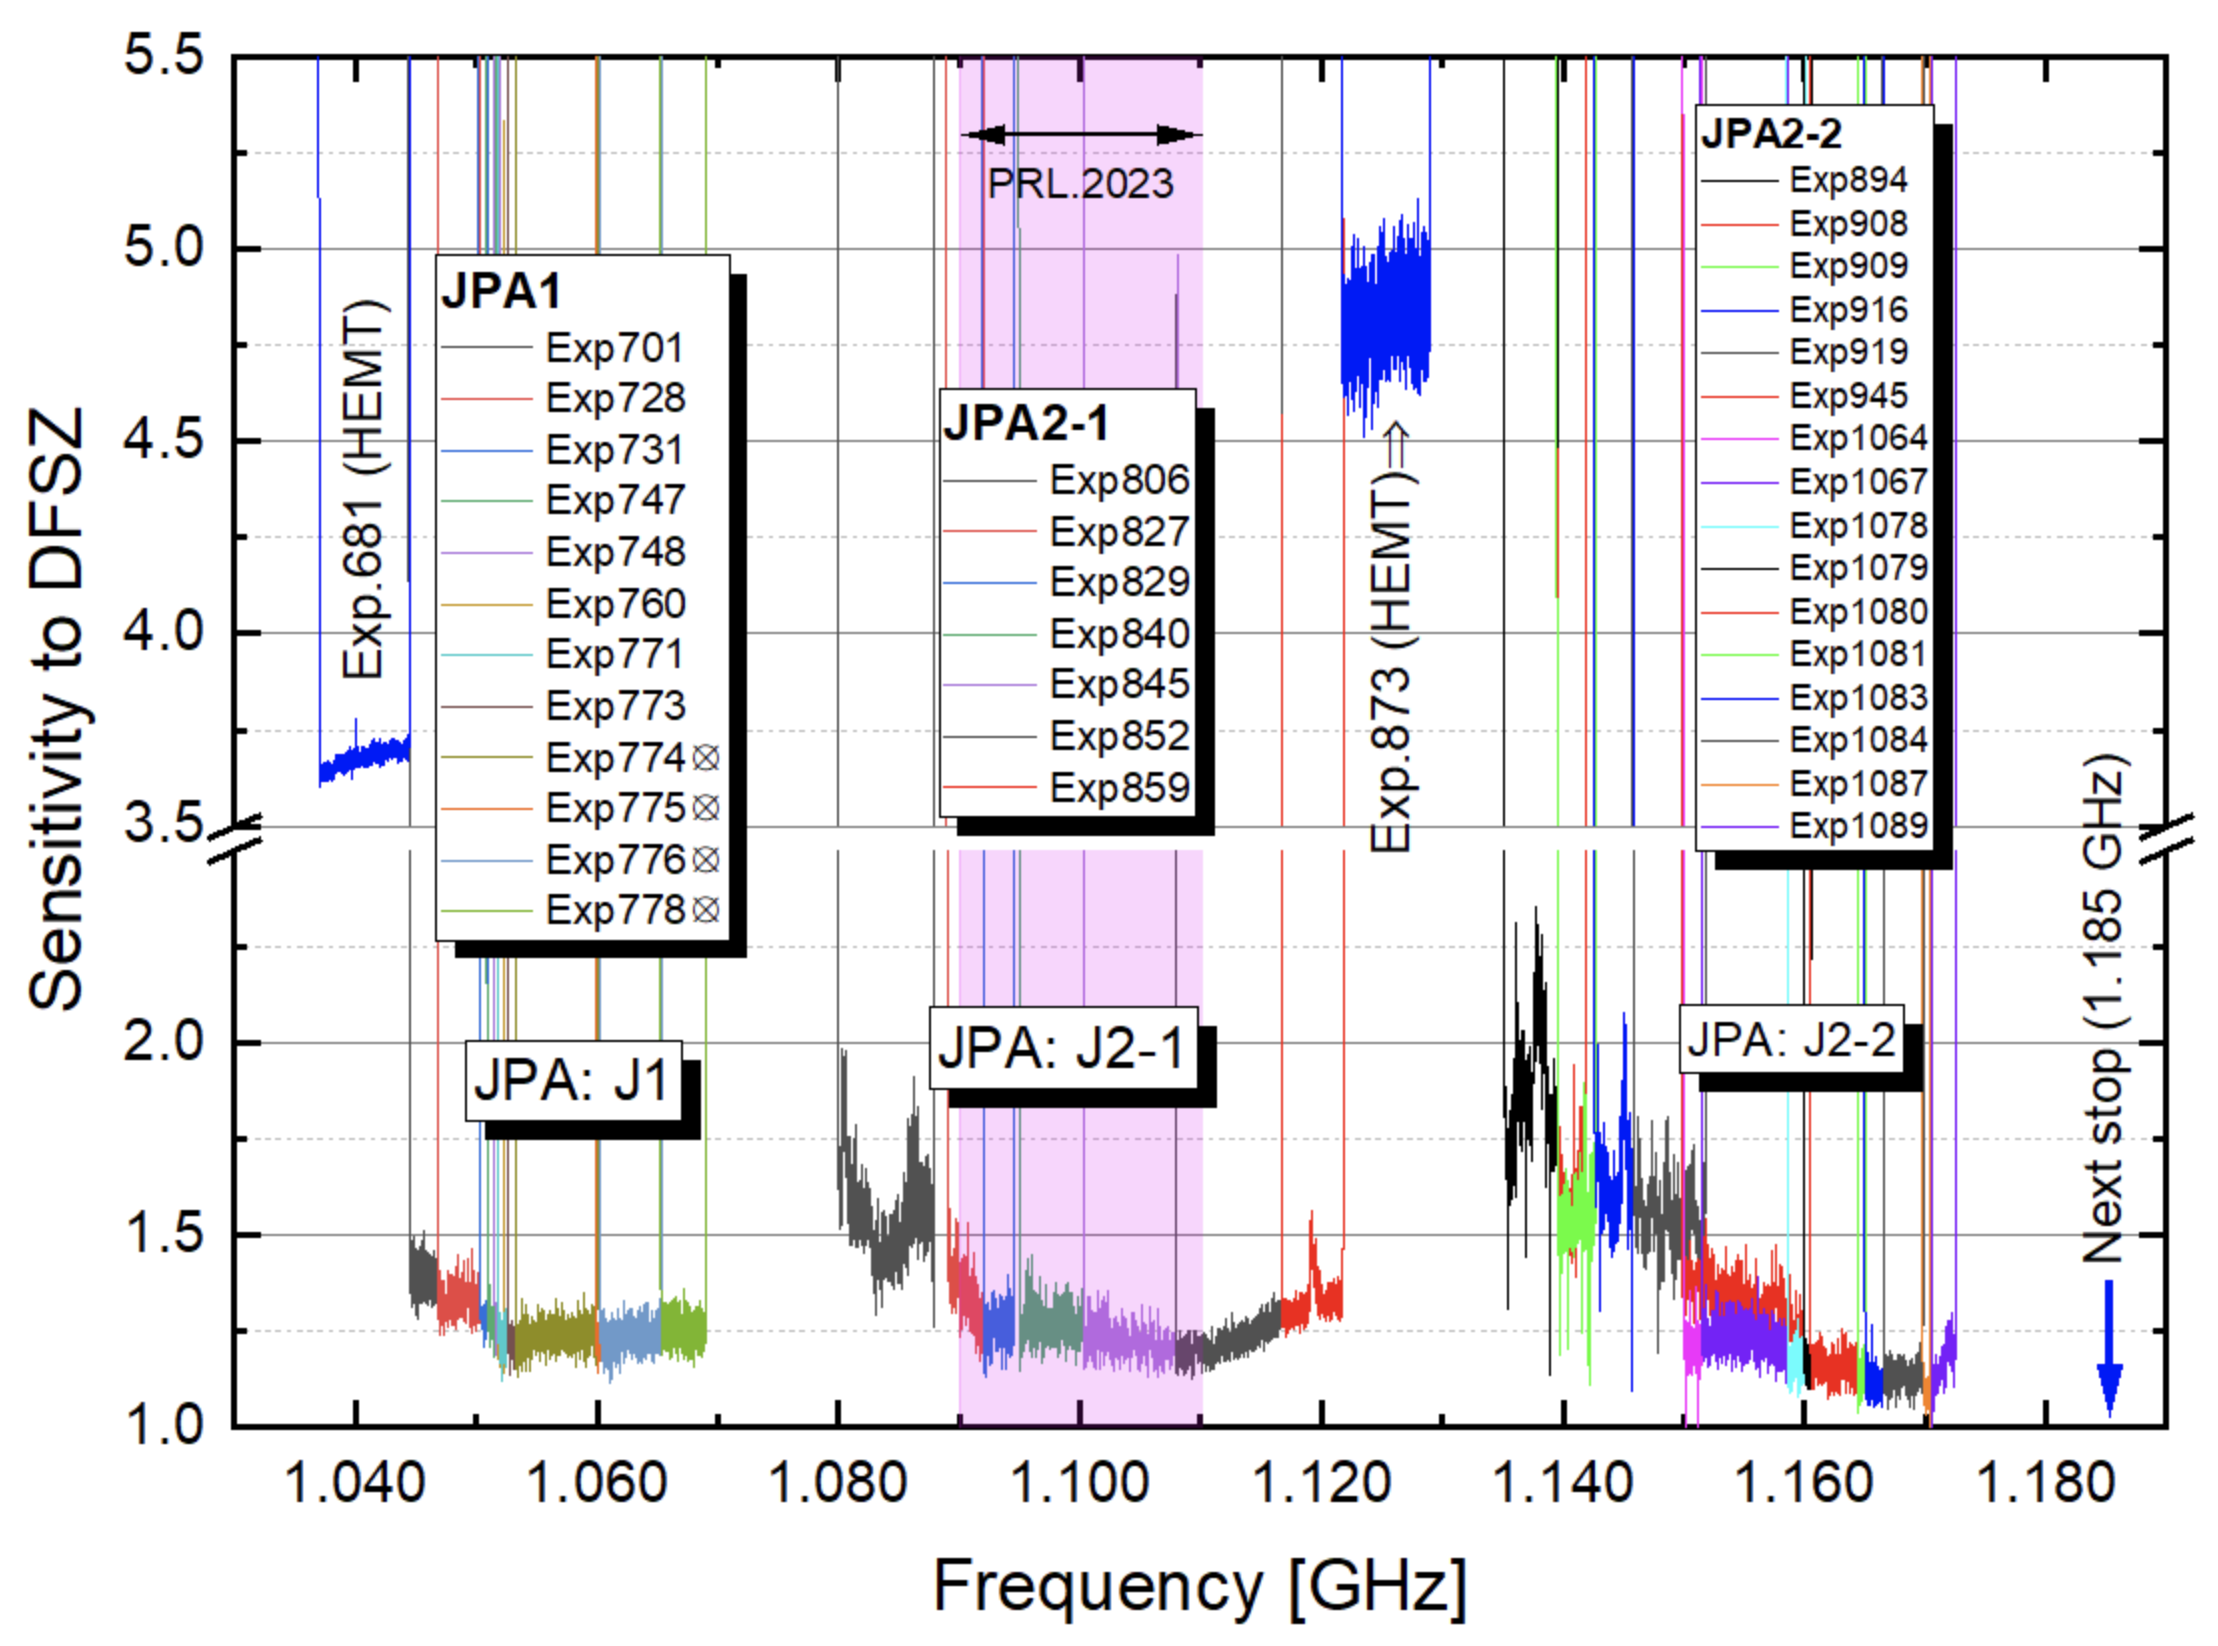 Sensitivity to DFSZ
5.5
5.0
4.5
4.0
3.5
2.0
1.5
1.0
Exp.681 (HEMT)
JPA1
Exp701
Exp728
Exp731
Exp747
Exp748
Exp760
Exp771
Exp773
Exp774⊗
Exp775⊗
Exp776⊗
Exp778⊗
JPA: J1
PRL.2023
JPA2-1
Exp806
Exp827
Exp829
Exp840
Exp845
Exp852
Exp859
JPA: J2-1
Exp.873 (HEMT)⇒
JPA2-2
Exp894
Exp908
Exp909
Exp916
Exp919
Exp945
Exp1064
Exp1067
Exp1078
Exp1079
Exp1080
Exp1081
Exp1083
Exp1084
Exp1087
Exp1089
JPA: J2-2
Next stop (1.185 GHz)
1.040 1.060 1.080 1.100 1.120 1.140 1.160 1.180
Frequency [GHz]